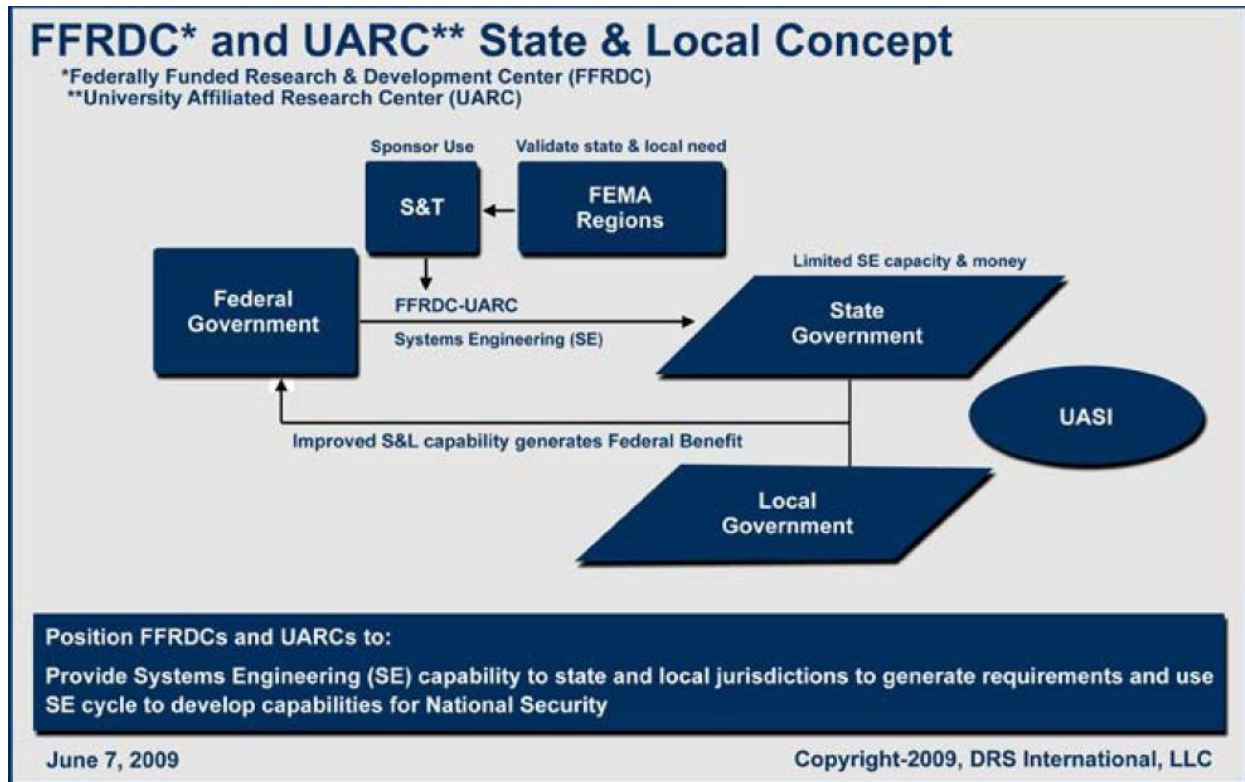 FFRDC* and UARC** State & Local Concept
*Federally Funded Research & Development Center (FFRDC)
**University Affiliated Research Center (UARC)
Sponsor Use
Validate state & local need
S&T
FEMA
Regions
Limited SE capacity & money
Federal
Government
FFRDC-UARC
Systems Engineering (SE)
State
Government
UASI
Improved S&L capability generates Federal Benefit
Local
Government
Position FFRDCs and UARCs to:
Provide Systems Engineering (SE) capability to state and local jurisdictions to generate requirements and use
SE cycle to develop capabilities for National Security
June 7, 2009
Copyright-2009, DRS International, LLC